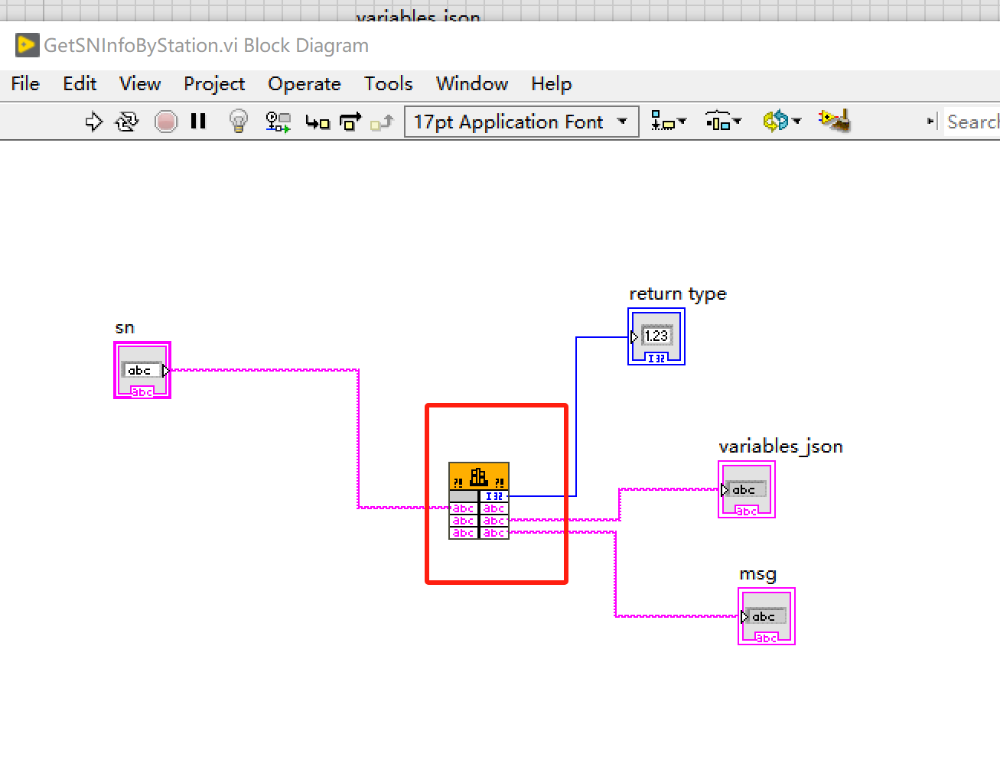 variables_json
GetSNInfoByStation.vi Block Diagram
File Edit View Project Operate Tools Window Help
17pt Application Font
Search
return type
1.23
I32
sn
abc
abc
variables_json
abc
abc
?! ?!
I32
abc abc
abc abc
abc abc
msg
abc
abc